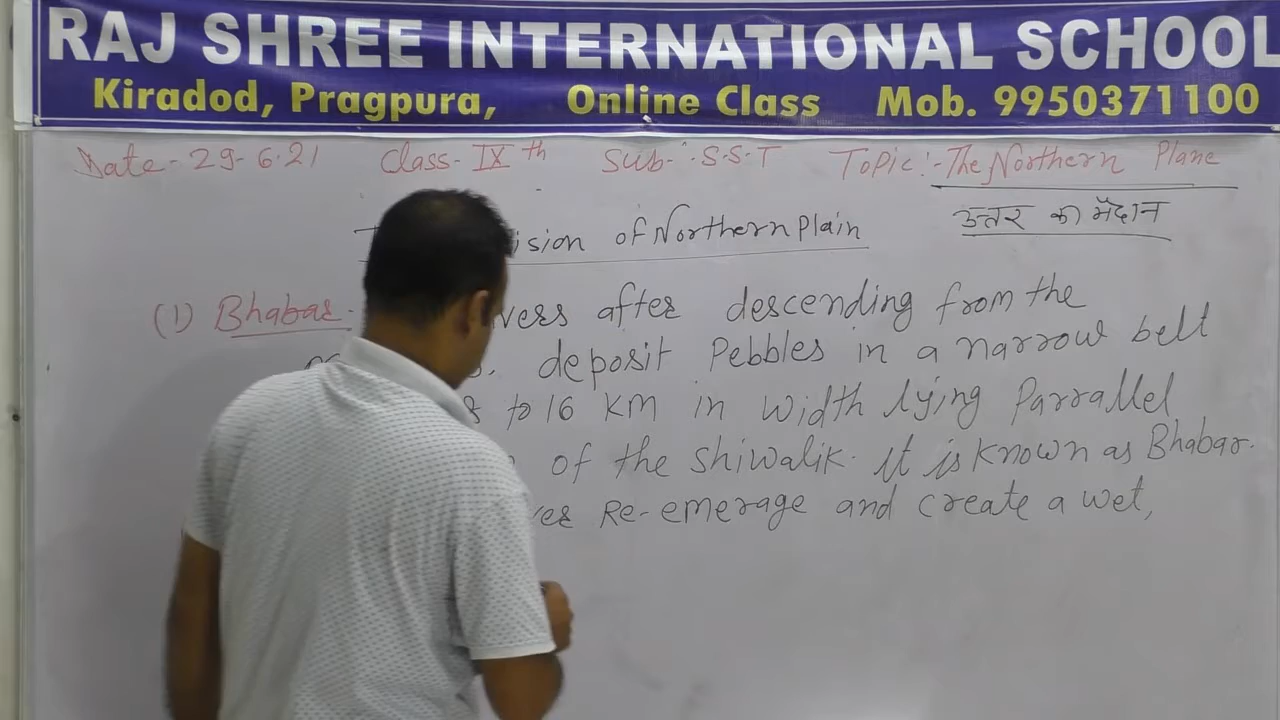 RAJ SHREE INTERNATIONAL SCHOOL
Kiradod, Pragpura, Online Class Mob. 9950371100
Date - 29-6-21 Class - IX th Sub:- S.S.T Topic:- The Northern Plane
उत्तर का मैदान
of Northern Plain
(1) Bhabar- after descending from the
deposit Pebbles in a narrow belt
to 16 KM in width lying Parrallel
of the Shiwalik. It is known as Bhabar.
Re-emerage and create a wet,